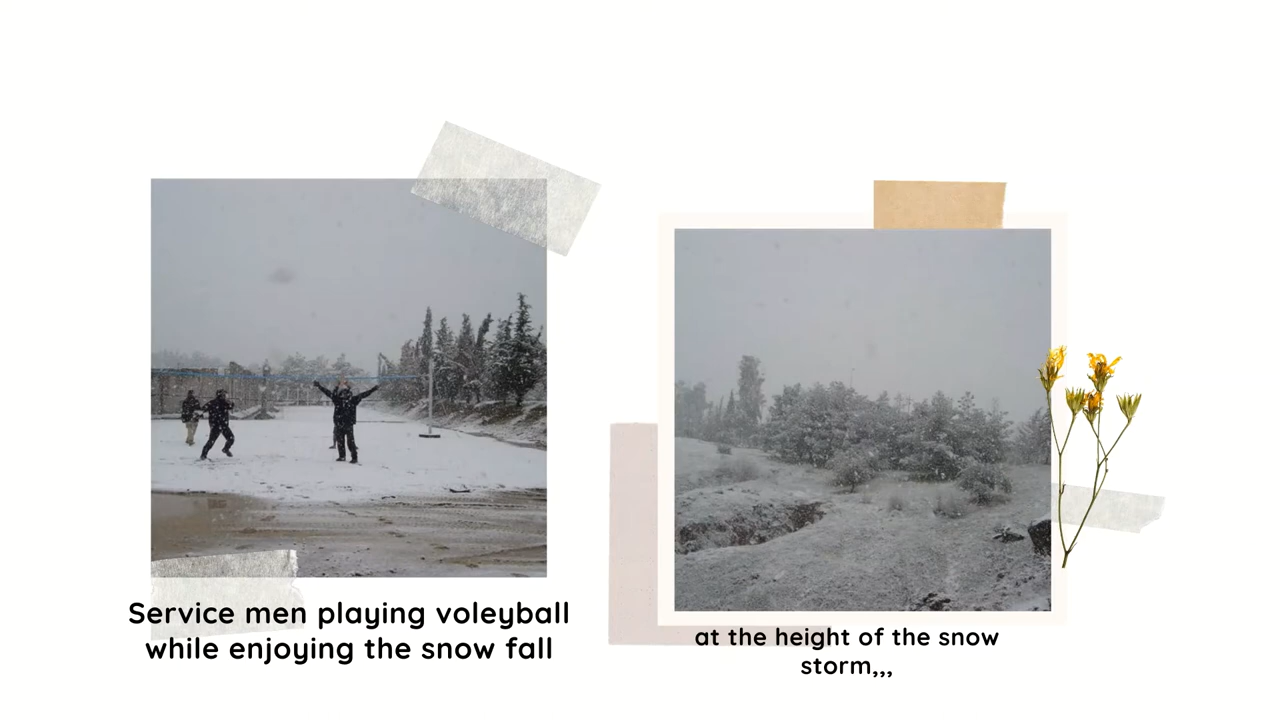 Service men playing voleyball
while enjoying the snow fall
at the height of the snow
storm,,,